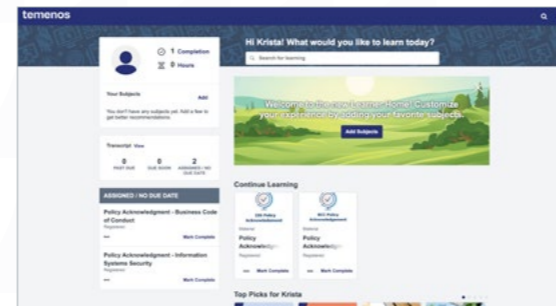 temenos
1 Completion
0 Hours
Your Subjects
Add
You don't have any subjects yet. Add a few to
get better recommendations.
Transcript View
0
PAST DUE
0
DUE SOON
2
ASSIGNED / NO
DUE DATE
ASSIGNED / NO DUE DATE
Policy Acknowledgment - Business Code
of Conduct
Registered
Mark Complete
Policy Acknowledgment - Information
Systems Security
Registered
Mark Complete
Hi Krista! What would you like to learn today?
Search for learning
Welcome to the new Learner Home! Customize
your experience by adding your favorite subjects.
Add Subjects
Continue Learning
Policy
Acknowledgement
Material
Policy
Acknowledgm
Registered
Mark Complete
Policy
Acknowledgement
Material
Policy
Acknowledgm
Registered
Mark Complete
Top Picks for Krista